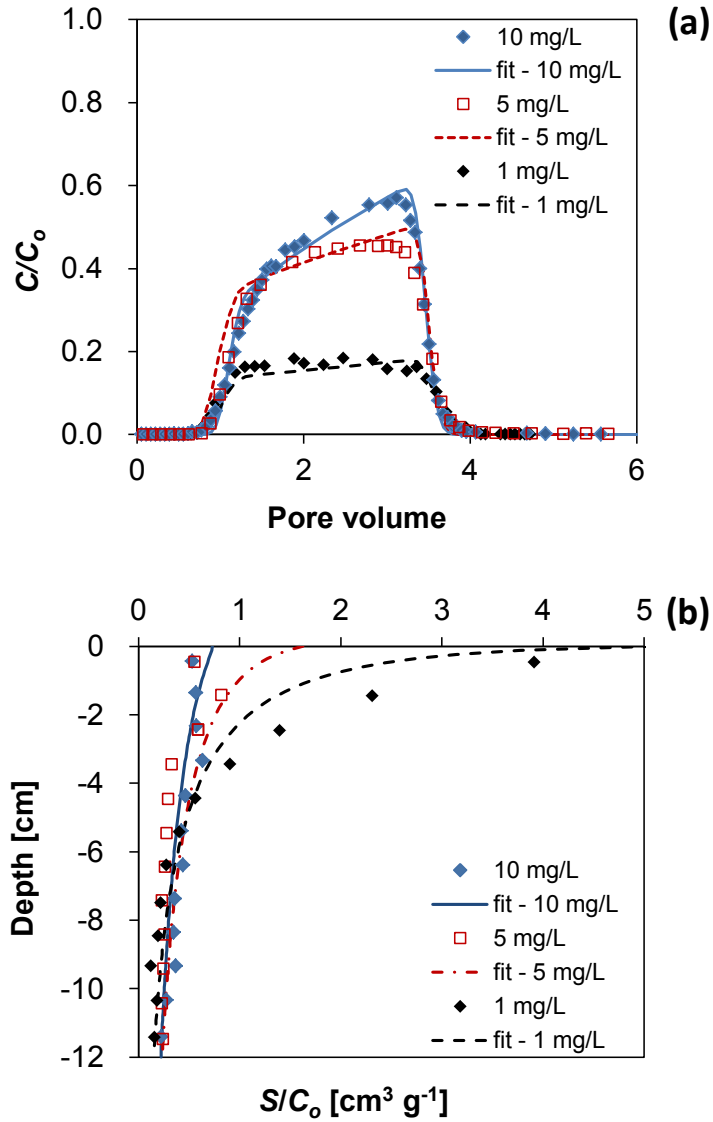 (a)
1.0
0.8
0.6
0.4
0.2
0.0
C/Co
10 mg/L
fit - 10 mg/L
5 mg/L
fit - 5 mg/L
1 mg/L
fit - 1 mg/L
0 2 4 6
Pore volume
(b)
0 1 2 3 4 5
0
-2
-4
-6
-8
-10
-12
Depth [cm]
10 mg/L
fit - 10 mg/L
5 mg/L
fit - 5 mg/L
1 mg/L
fit - 1 mg/L
S/Co [cm³ g⁻¹]